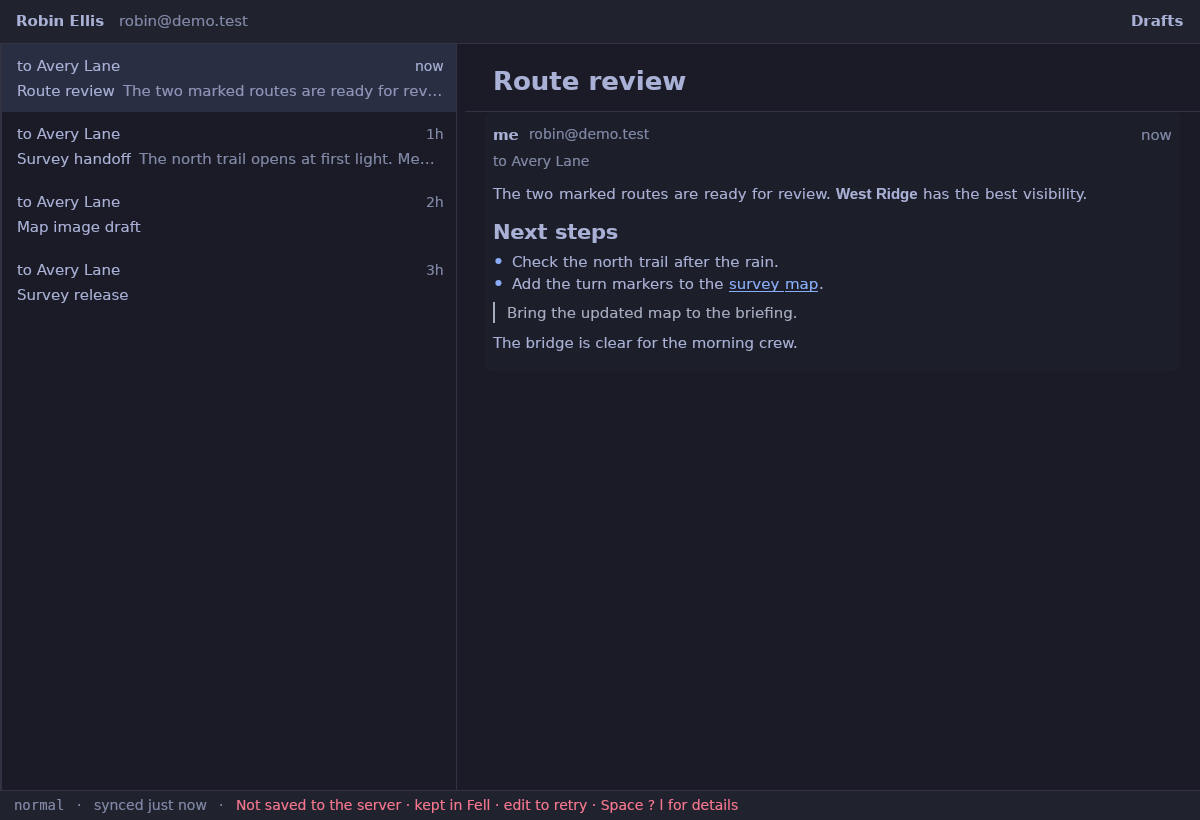 Robin Ellis robin@demo.test Drafts
to Avery Lane now
Route review The two marked routes are ready for rev…
to Avery Lane 1h
Survey handoff The north trail opens at first light. Me…
to Avery Lane 2h
Map image draft
to Avery Lane 3h
Survey release
Route review
me robin@demo.test now
to Avery Lane
The two marked routes are ready for review. West Ridge has the best visibility.
Next steps
• Check the north trail after the rain.
• Add the turn markers to the survey map.
Bring the updated map to the briefing.
The bridge is clear for the morning crew.
normal · synced just now · Not saved to the server · kept in Fell · edit to retry · Space ? l for details